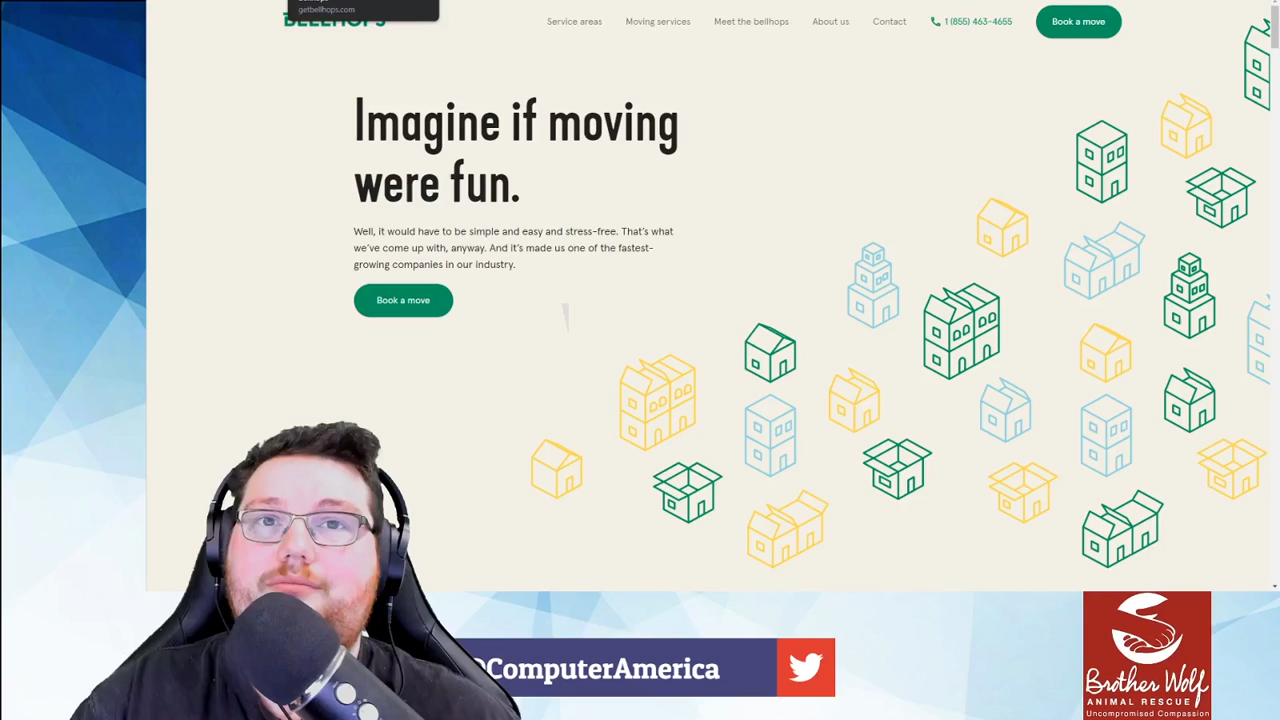 getbellhops.com
BELLHOPS
Service areas
Moving services
Meet the bellhops
About us
Contact
1 (855) 463-4655
Book a move
Imagine if moving
were fun.
Well, it would have to be simple and easy and stress-free. That's what
we've come up with, anyway. And it's made us one of the fastest-
growing companies in our industry.
Book a move
@ComputerAmerica
Brother Wolf
ANIMAL RESCUE
Uncompromised Compassion